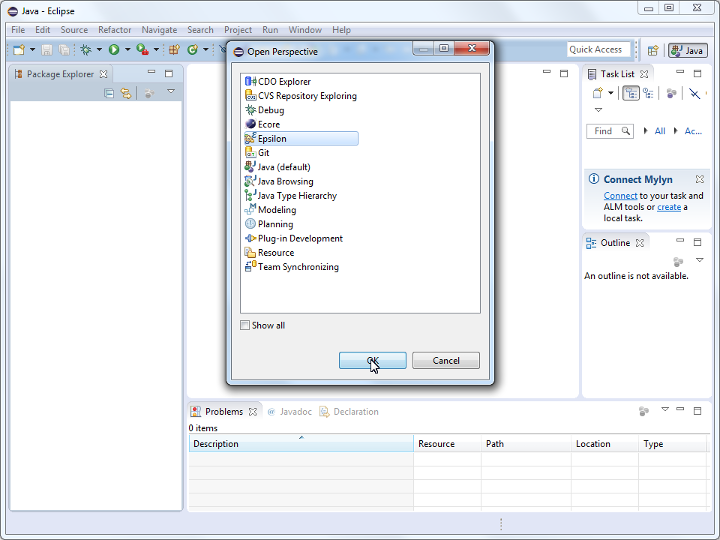 Java - Eclipse
File Edit Source Refactor Navigate Search Project Run Window Help
Quick Access
Java
Package Explorer
Open Perspective
CDO Explorer
CVS Repository Exploring
Debug
Ecore
Epsilon
Git
Java (default)
Java Browsing
Java Type Hierarchy
Modeling
Planning
Plug-in Development
Resource
Team Synchronizing
Show all
OK
Cancel
Task List
Find
All
Ac...
Connect Mylyn
Connect to your task and
ALM tools or create a
local task.
Outline
An outline is not available.
Problems @ Javadoc Declaration
0 items
Description Resource Path Location Type